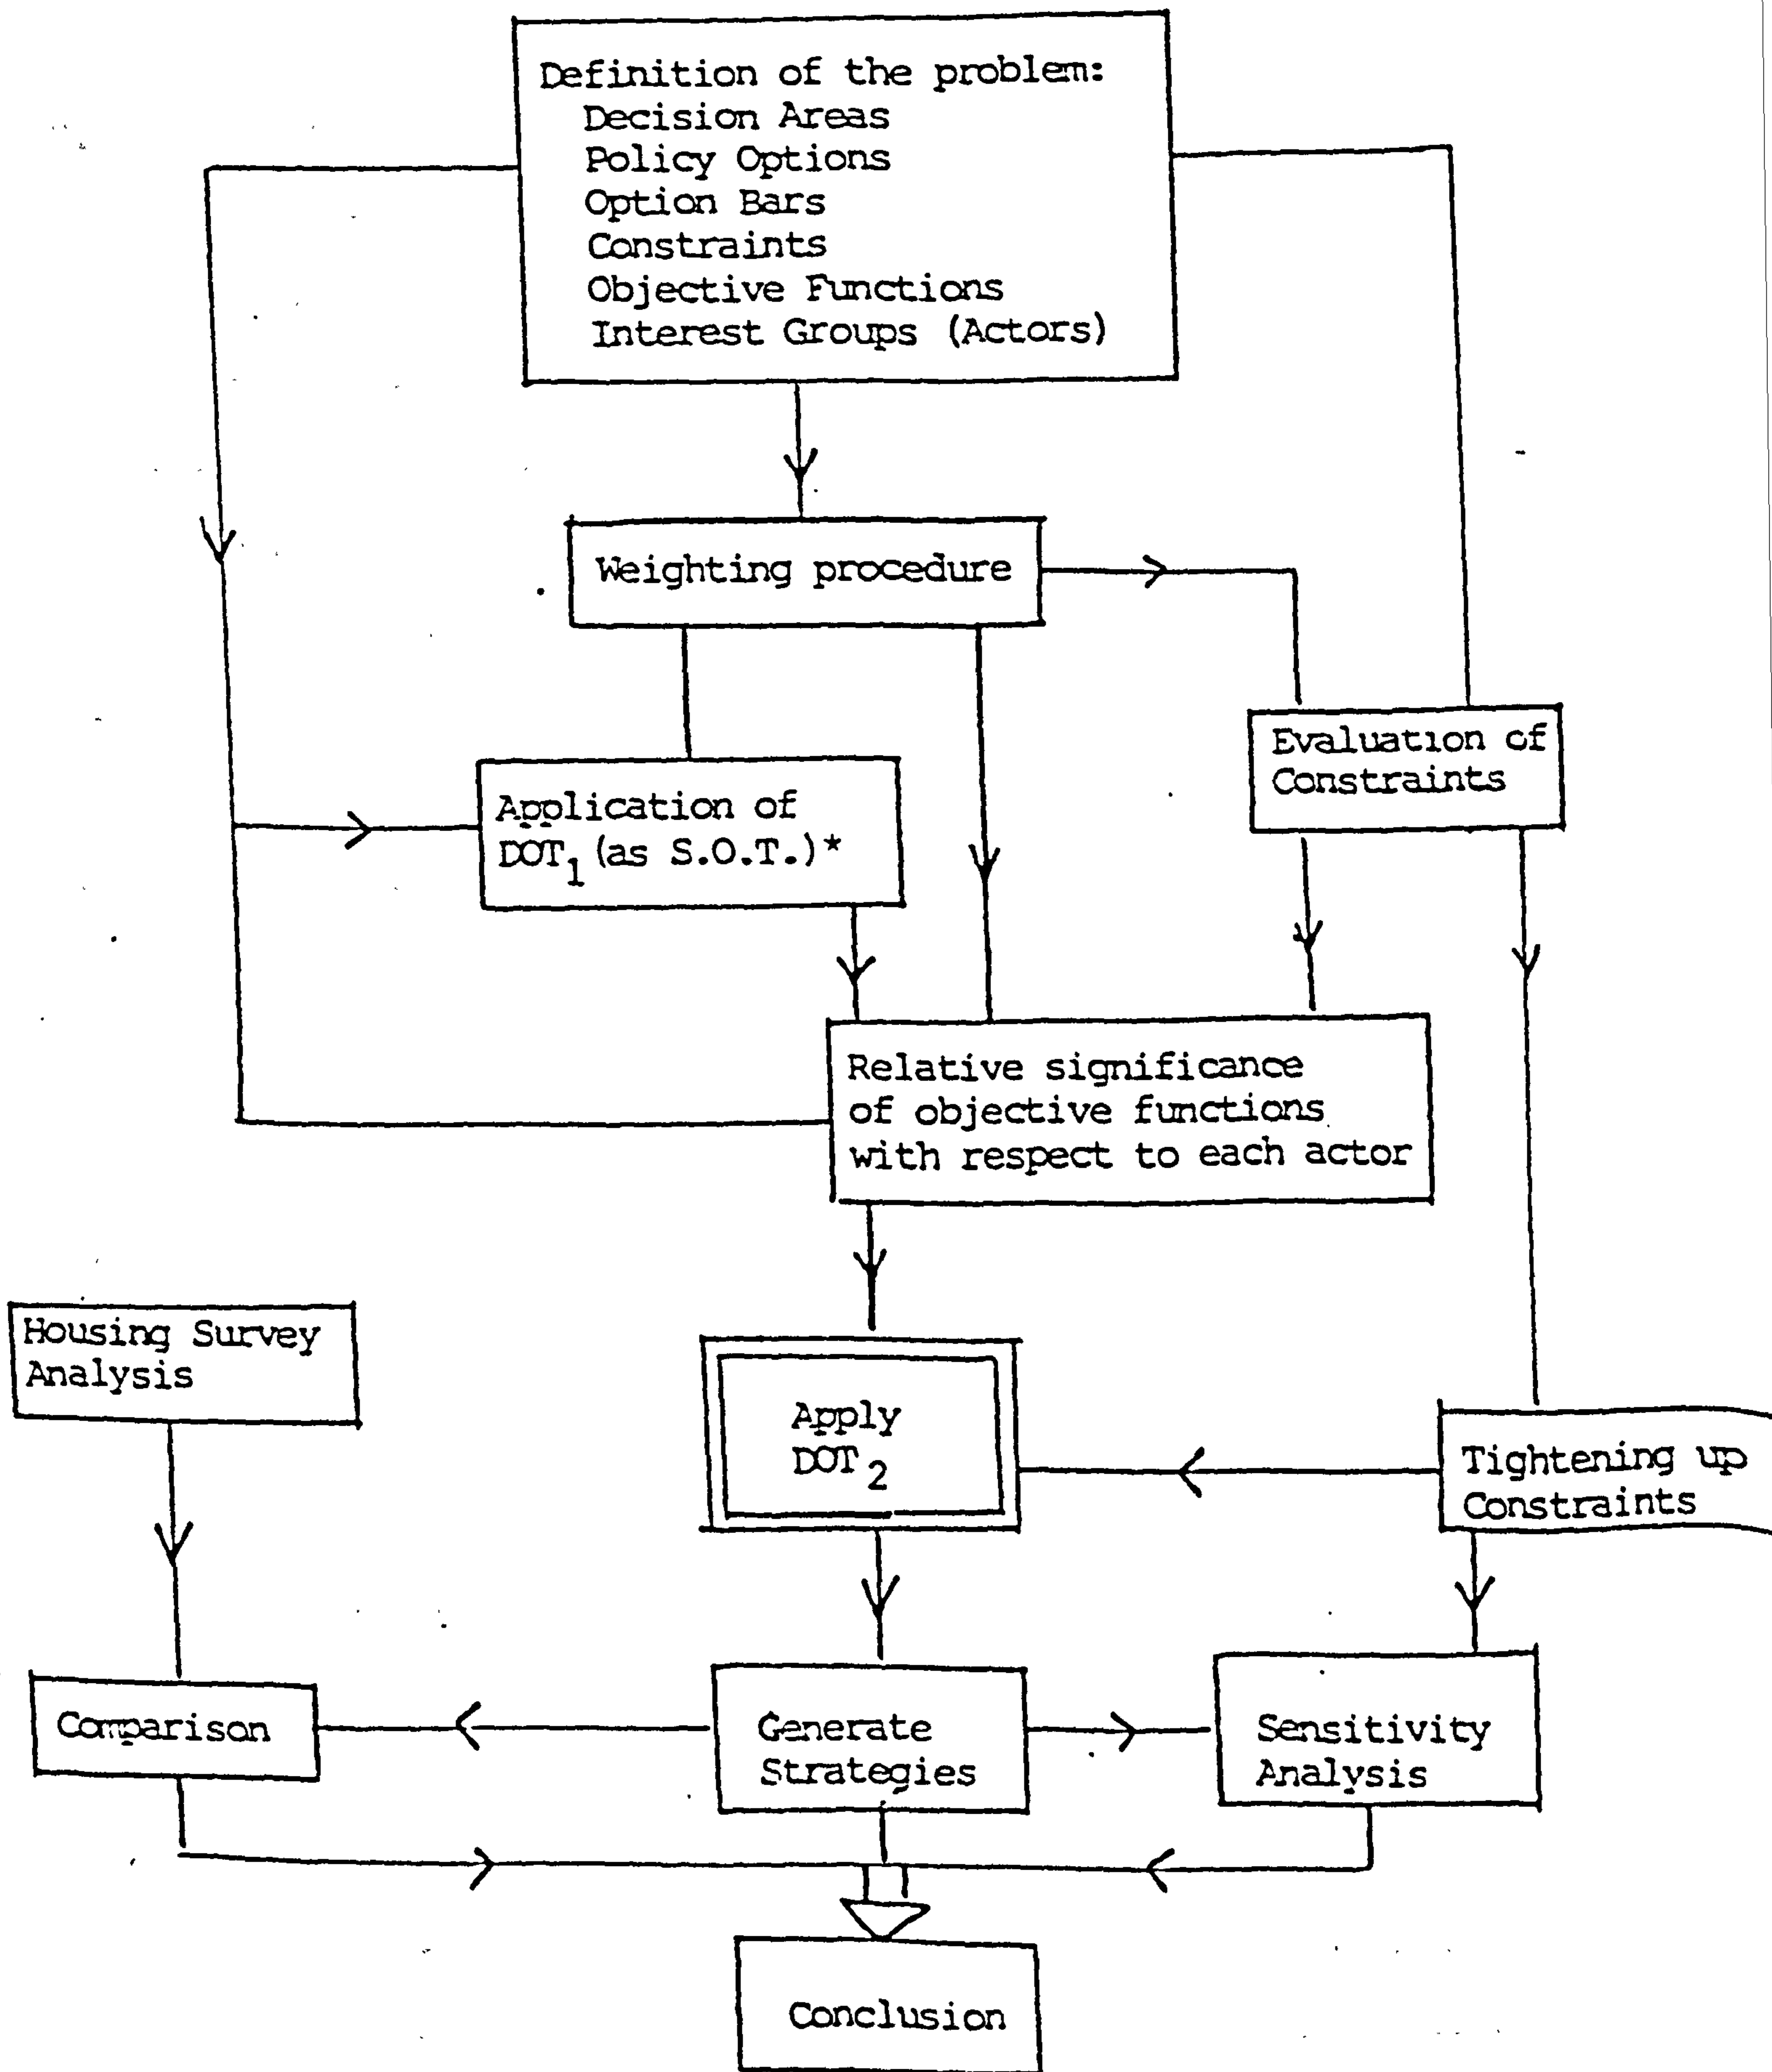 Definition of the problem:
Decision Areas
Policy Options
Option Bars
Constraints
Objective Functions
Interest Groups (Actors)
Weighting procedure
Evaluation of
Constraints
Application of
DOT1 (as S.O.T.)*
Relative significance
of objective functions
with respect to each actor
Housing Survey
Analysis
Apply
DOT2
Tightening up
Constraints
Comparison
Generate
Strategies
Sensitivity
Analysis
Conclusion